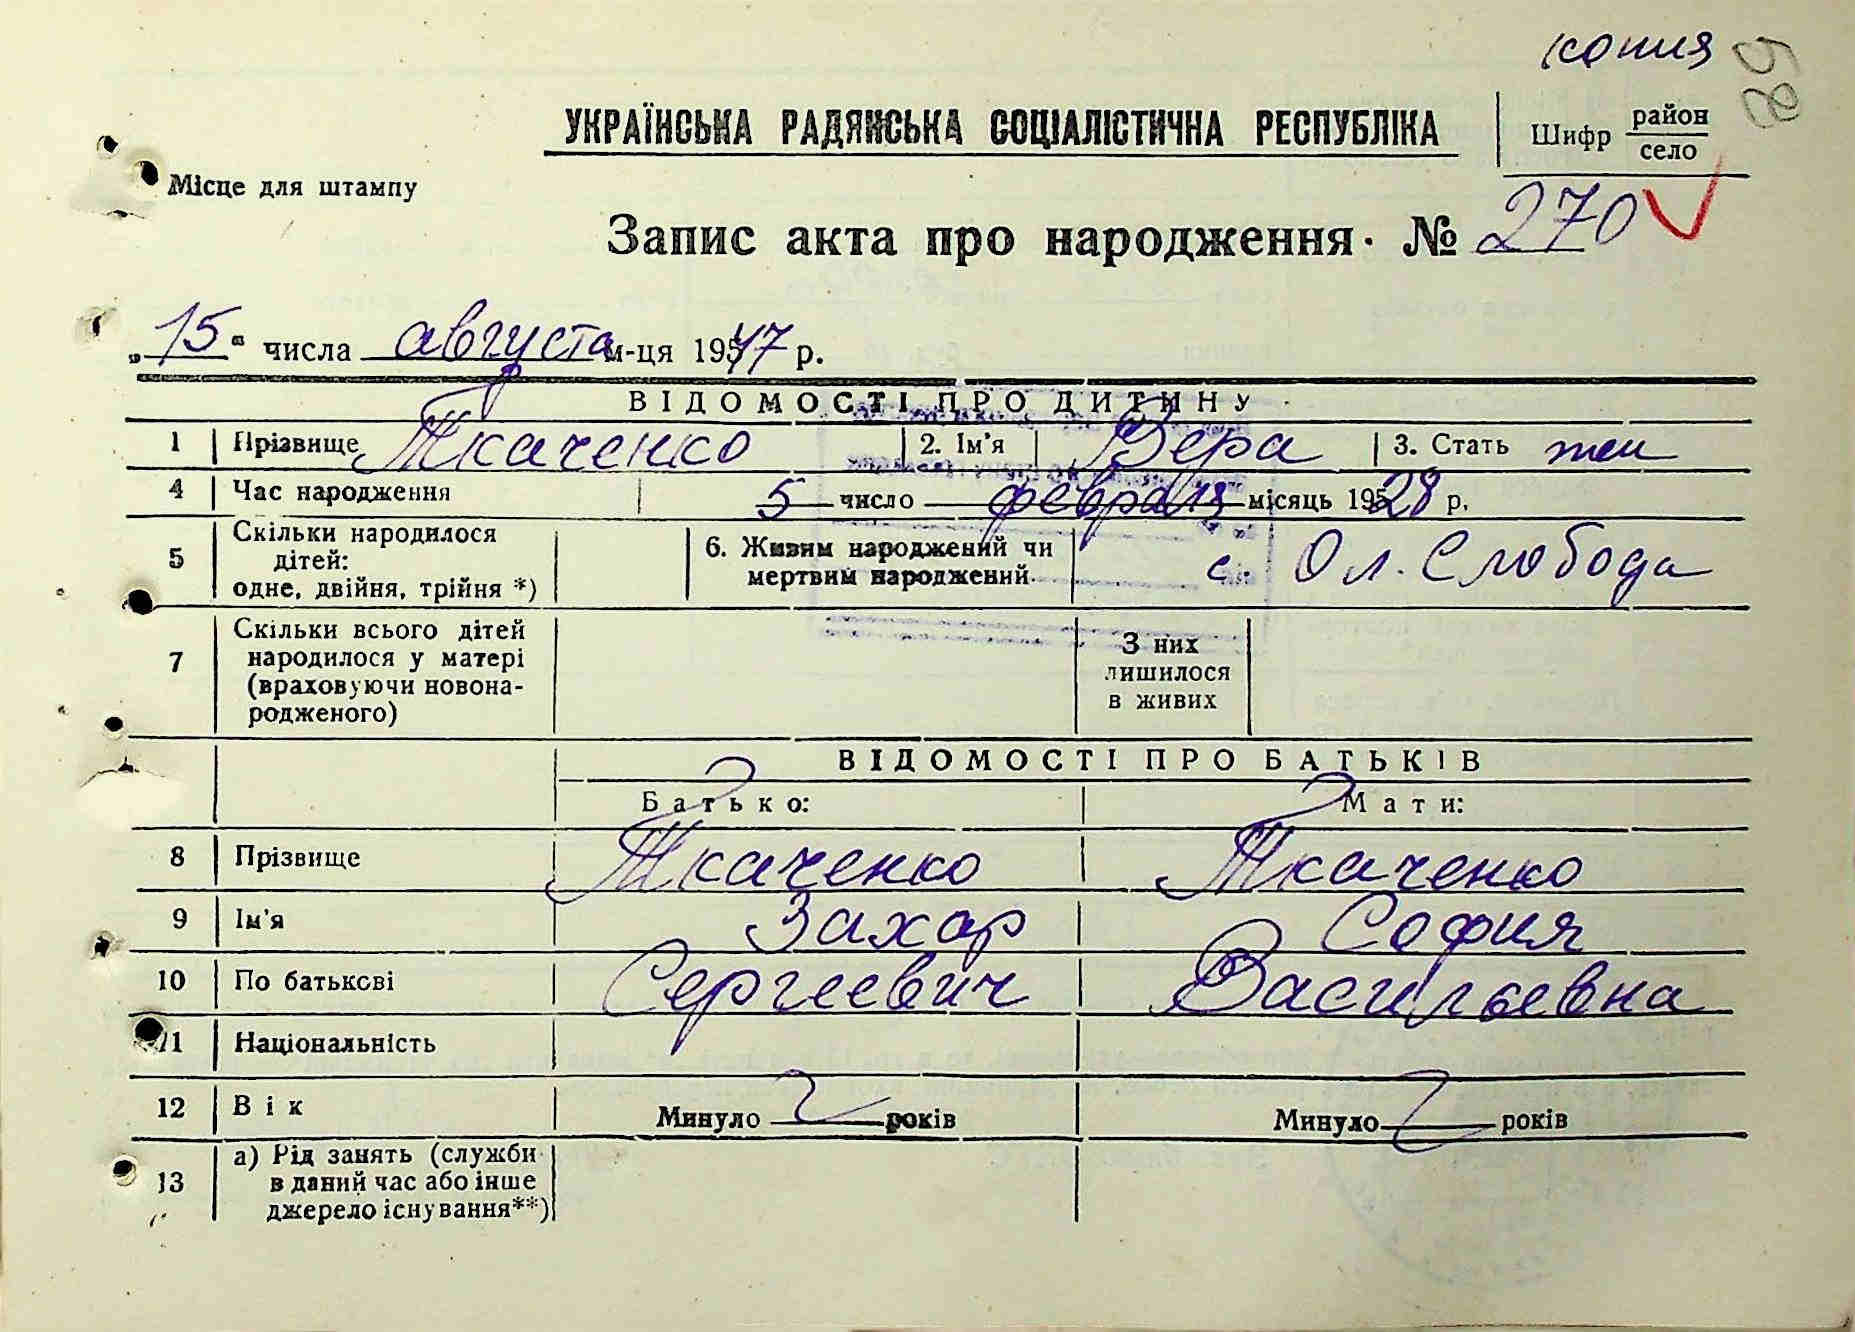 копия
58
УКРАЇНСЬКА РАДЯНСЬКА СОЦІАЛІСТИЧНА РЕСПУБЛІКА
Шифр район
село
Місце для штампу
Запис акта про народження · № 270
„15“ числа августа м-ця 19547 р.
ВІДОМОСТІ ПРО ДИТИНУ
1 Прізвище Ткаченко 2. Ім'я Вера 3. Стать жен
4 Час народження 5 число февраля місяць 19528 р.
5 Скільки народилося дітей: одне, двійня, трійня *) 6. Живим народжений чи мертвим народжений. с. Ол. Слобода
7 Скільки всього дітей народилося у матері (враховуючи новонародженого) З них лишилося в живих
ВІДОМОСТІ ПРО БАТЬКІВ
Батько: Мати:
8 Прізвище Ткаченко Ткаченко
9 Ім'я Захар София
10 По батькові Сергеевич Васильевна
11 Національність
12 Вік Минуло років Минуло років
13 а) Рід занять (служби в даний час або інше джерело існування**)